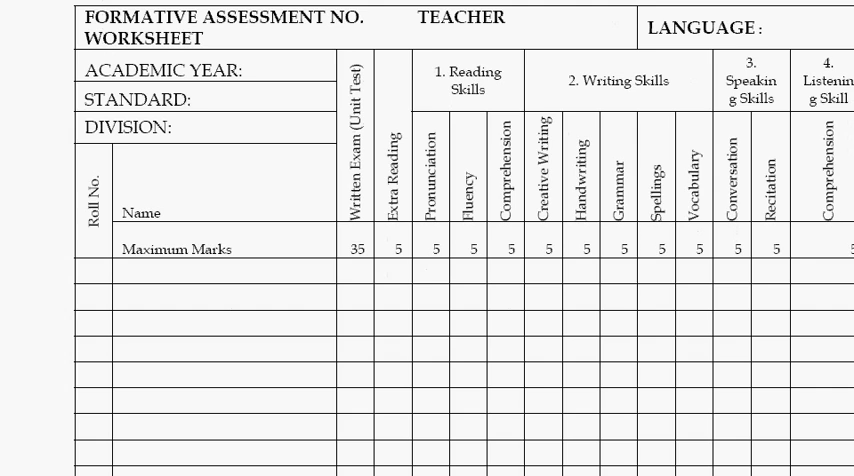 FORMATIVE ASSESSMENT NO. TEACHER
WORKSHEET
LANGUAGE :
ACADEMIC YEAR:
STANDARD:
DIVISION:
Roll No.
Name
Written Exam (Unit Test)
Extra Reading
1. Reading
Skills
Pronunciation
Fluency
Comprehension
2. Writing Skills
Creative Writing
Handwriting
Grammar
Spellings
Vocabulary
3.
Speakin
g Skills
Conversation
Recitation
4.
Listenin
g Skill
Comprehension
Maximum Marks 35 5 5 5 5 5 5 5 5 5 5 5 5